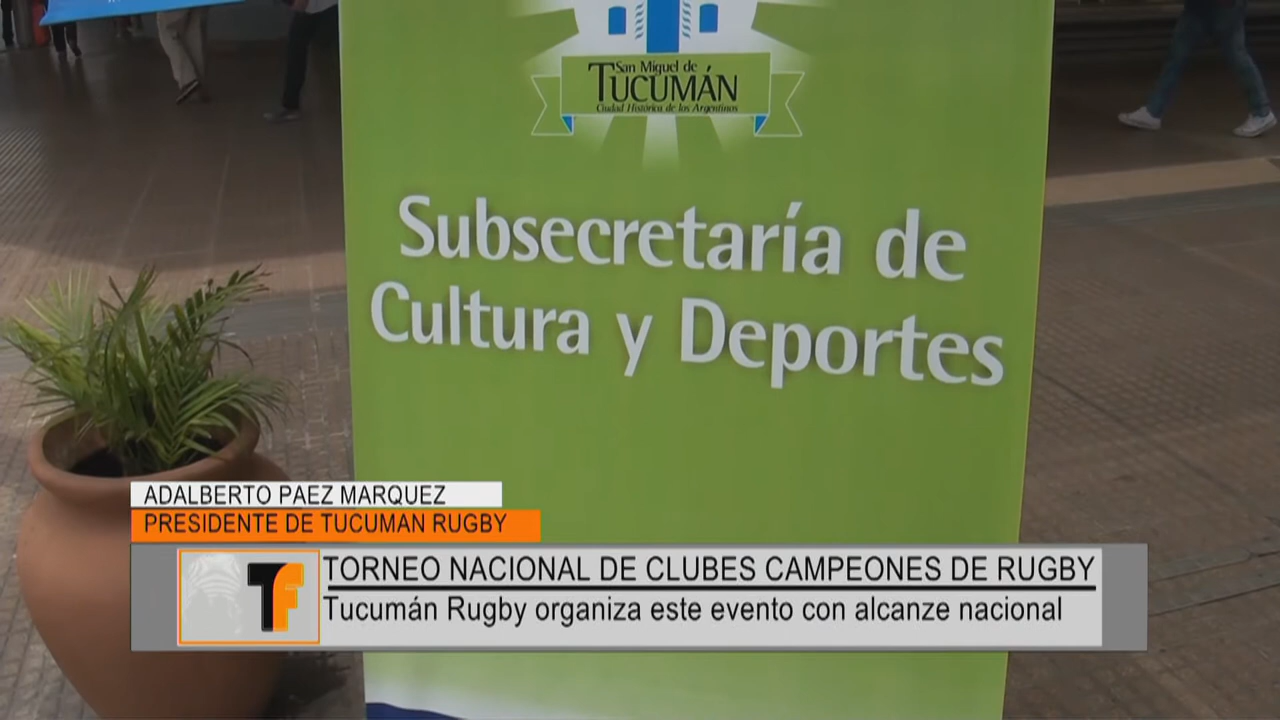 San Miguel de
TUCUMÁN
Ciudad Histórica de los Argentinos
Subsecretaría de
Cultura y Deportes
ADALBERTO PAEZ MARQUEZ
PRESIDENTE DE TUCUMAN RUGBY
TF
TORNEO NACIONAL DE CLUBES CAMPEONES DE RUGBY
Tucumán Rugby organiza este evento con alcanze nacional